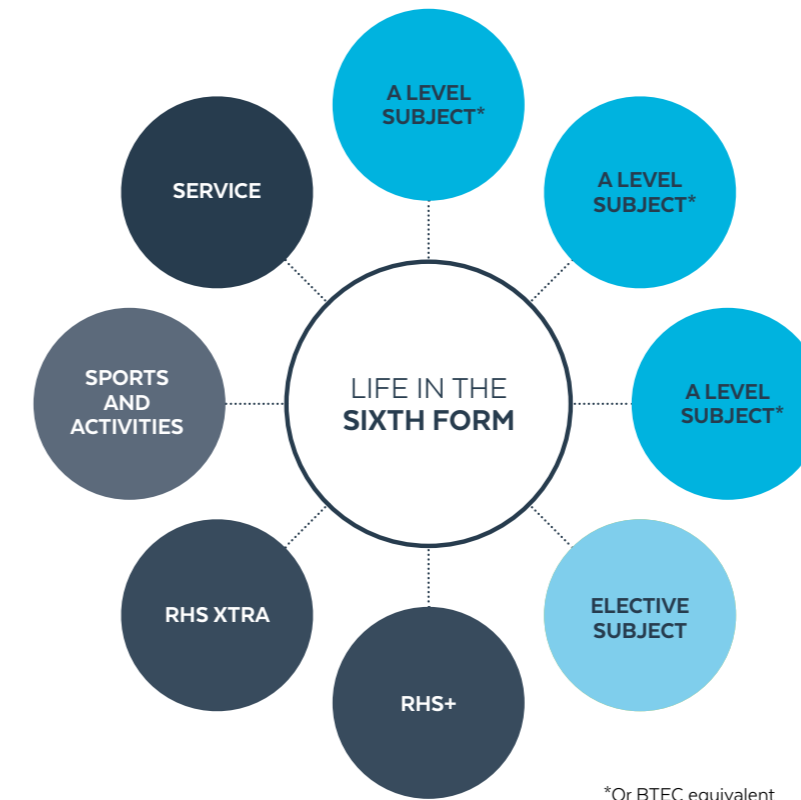 A LEVEL
SUBJECT*
A LEVEL
SUBJECT*
A LEVEL
SUBJECT*
ELECTIVE
SUBJECT
RHS+
RHS XTRA
SPORTS
AND
ACTIVITIES
SERVICE
LIFE IN THE
SIXTH FORM
*Or BTEC equivalent